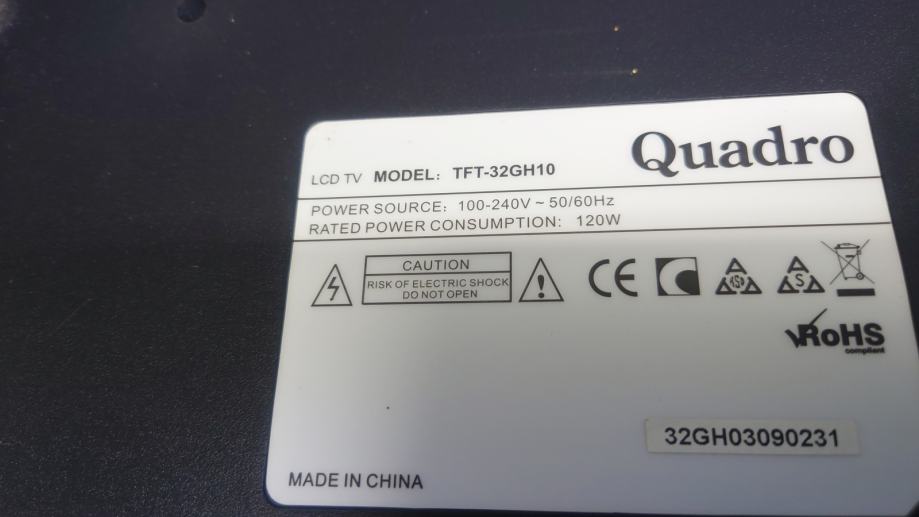 Quadro
LCD TV MODEL: TFT-32GH10
POWER SOURCE: 100-240V ~ 50/60Hz
RATED POWER CONSUMPTION: 120W
CAUTION
RISK OF ELECTRIC SHOCK
DO NOT OPEN
CE
RoHS
compliant
32GH03090231
MADE IN CHINA